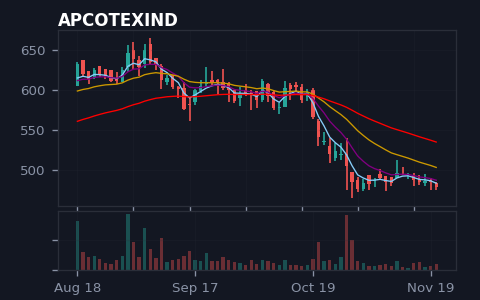 APCOTEXIND
650
600
550
500
Aug 18
Sep 17
Oct 19
Nov 19